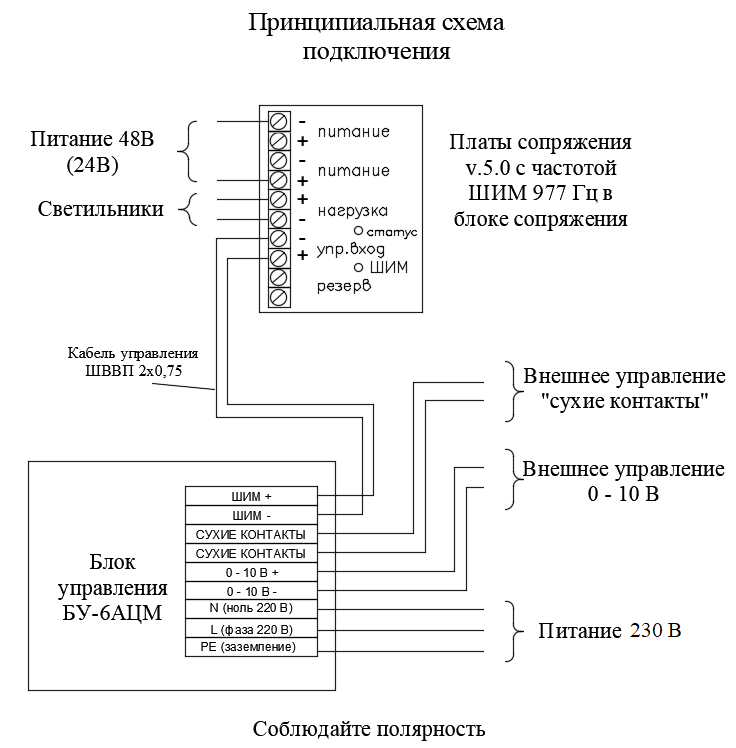 Принципиальная схема
подключения
Питание 48В
(24В)
Светильники
- питание
+
- питание
+
+ нагрузка
-
статус
- упр.вход
+
ШИМ
резерв
Платы сопряжения
v.5.0 с частотой
ШИМ 977 Гц в
блоке сопряжения
Кабель управления
ШВВП 2х0,75
Внешнее управление
"сухие контакты"
Внешнее управление
0 - 10 В
Блок
управления
БУ-6АЦМ
ШИМ +
ШИМ -
СУХИЕ КОНТАКТЫ
СУХИЕ КОНТАКТЫ
0 - 10 В +
0 - 10 В -
N (ноль 220 В)
L (фаза 220 В)
PE (заземление)
Питание 230 В
Соблюдайте полярность